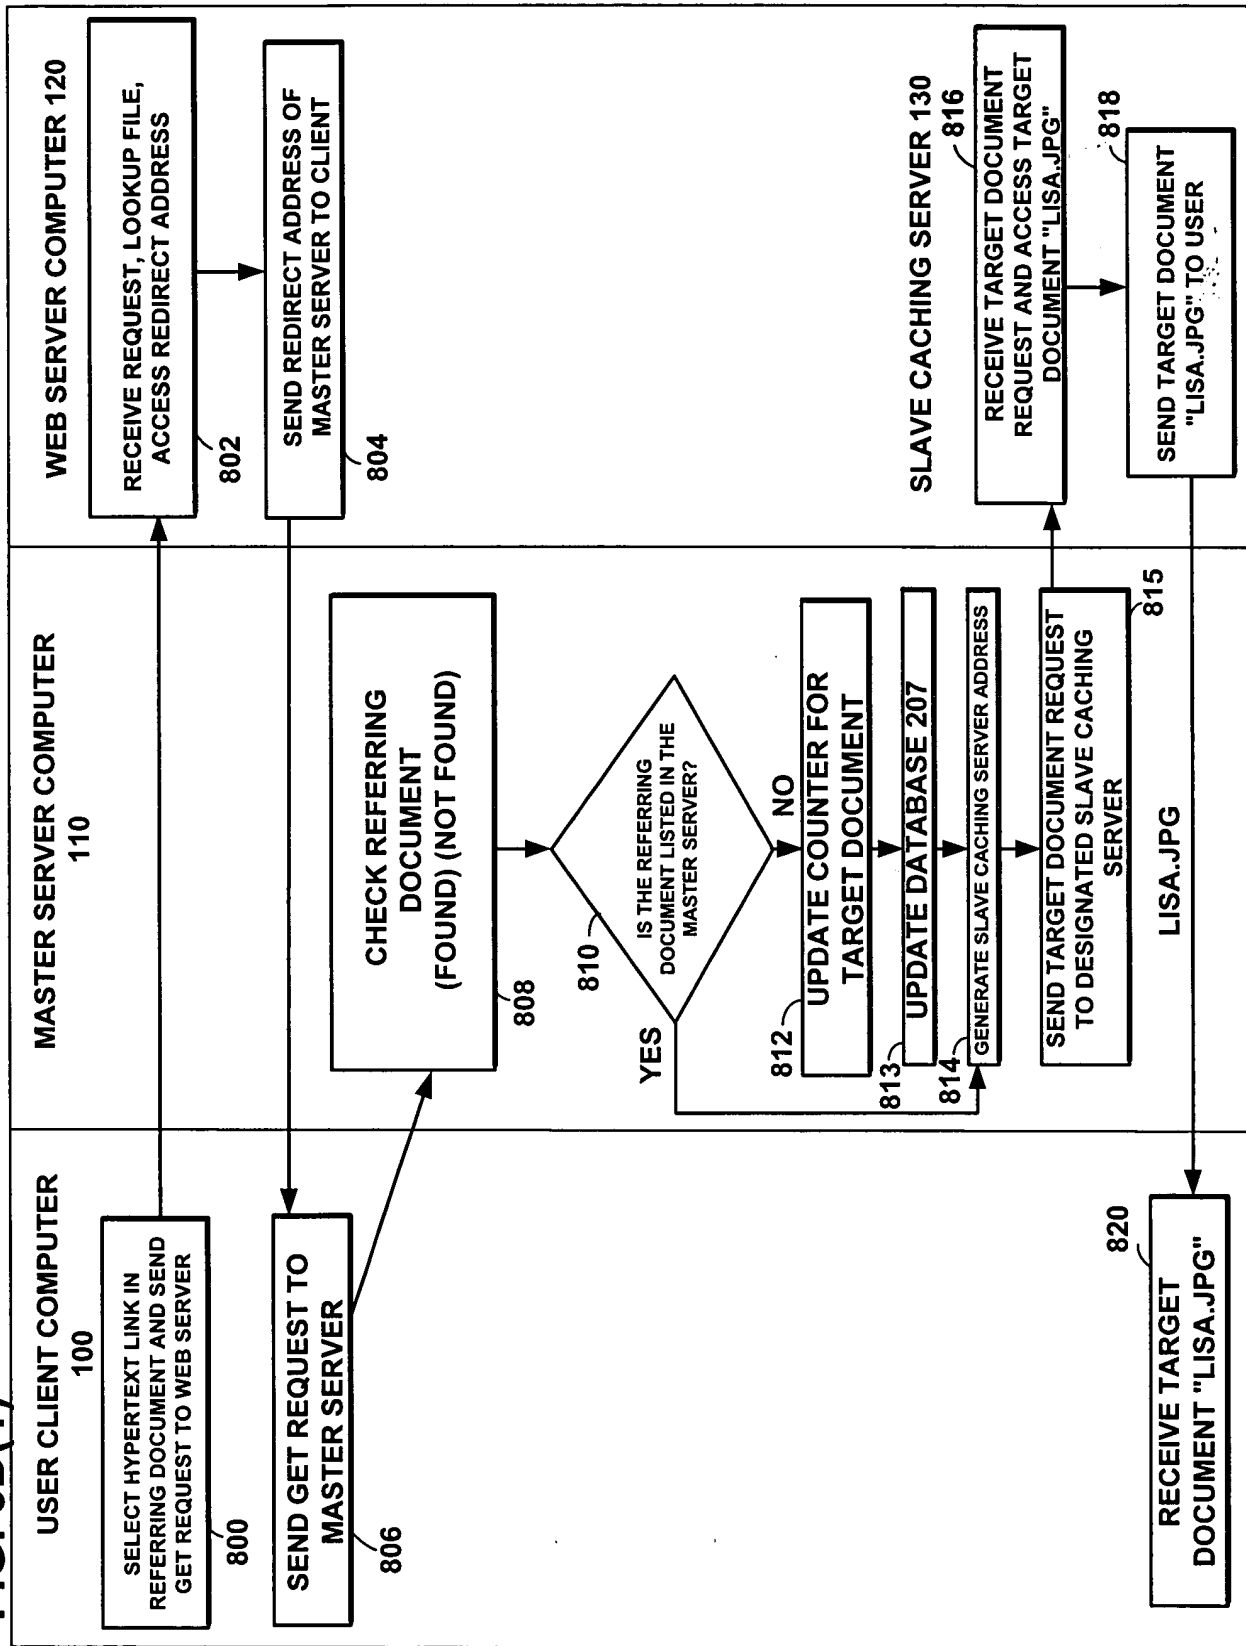 USER CLIENT COMPUTER
100
MASTER SERVER COMPUTER
110
WEB SERVER COMPUTER 120
SELECT HYPERTEXT LINK IN
REFERRING DOCUMENT AND SEND
GET REQUEST TO WEB SERVER
800
RECEIVE REQUEST, LOOKUP FILE,
ACCESS REDIRECT ADDRESS
802
SEND REDIRECT ADDRESS OF
MASTER SERVER TO CLIENT
804
SEND GET REQUEST TO
MASTER SERVER
806
CHECK REFERRING
DOCUMENT
(FOUND) (NOT FOUND)
808
IS THE REFERRING
DOCUMENT LISTED IN THE
MASTER SERVER?
810
YES
NO
UPDATE COUNTER FOR
TARGET DOCUMENT
812
UPDATE DATABASE 207
813
GENERATE SLAVE CACHING SERVER ADDRESS
814
SEND TARGET DOCUMENT REQUEST
TO DESIGNATED SLAVE CACHING
SERVER
815
SLAVE CACHING SERVER 130
816
RECEIVE TARGET DOCUMENT
REQUEST AND ACCESS TARGET
DOCUMENT "LISA.JPG"
818
SEND TARGET DOCUMENT
"LISA.JPG" TO USER
LISA.JPG
820
RECEIVE TARGET
DOCUMENT "LISA.JPG"